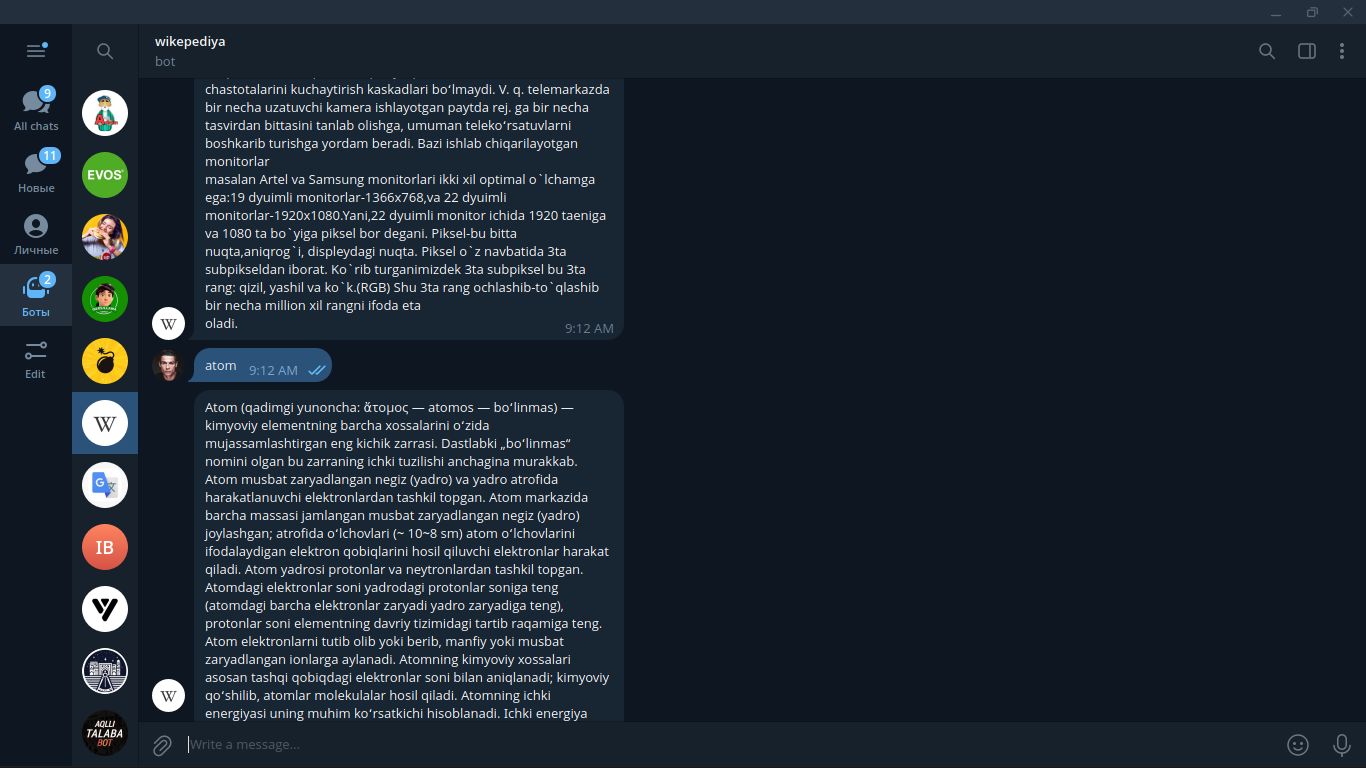 wikepediya
bot
9
All chats
11
Новые
Личные
2
Боты
Edit
EVOS
W
G
IB
AQLLI
TALABA
BOT
chastotalarini kuchaytirish kaskadlari boʻlmaydi. V. q. telemarkazda
bir necha uzatuvchi kamera ishlayotgan paytda rej. ga bir necha
tasvirdan bittasini tanlab olishga, umuman telekoʻrsatuvlarni
boshkarib turishga yordam beradi. Bazi ishlab chiqarilayotgan
monitorlar
masalan Artel va Samsung monitorlari ikki xil optimal o`lchamga
ega:19 dyuimli monitorlar-1366x768,va 22 dyuimli
monitorlar-1920x1080.Yani,22 dyuimli monitor ichida 1920 taeniga
va 1080 ta bo`yiga piksel bor degani. Piksel-bu bitta
nuqta,aniqrog`i, displeydagi nuqta. Piksel o`z navbatida 3ta
subpikseldan iborat. Ko`rib turganimizdek 3ta subpiksel bu 3ta
rang: qizil, yashil va ko`k.(RGB) Shu 3ta rang ochlashib-to`qlashib
bir necha million xil rangni ifoda eta
oladi.
9:12 AM
W
atom
9:12 AM
Atom (qadimgi yunoncha: ἄτομος — atomos — boʻlinmas) —
kimyoviy elementning barcha xossalarini oʻzida
mujassamlashtirgan eng kichik zarrasi. Dastlabki „boʻlinmas“
nomini olgan bu zarraning ichki tuzilishi anchagina murakkab.
Atom musbat zaryadlangan negiz (yadro) va yadro atrofida
harakatlanuvchi elektronlardan tashkil topgan. Atom markazida
barcha massasi jamlangan musbat zaryadlangan negiz (yadro)
joylashgan; atrofida oʻlchovlari (~ 10~8 sm) atom oʻlchovlarini
ifodalaydigan elektron qobiqlarini hosil qiluvchi elektronlar harakat
qiladi. Atom yadrosi protonlar va neytronlardan tashkil topgan.
Atomdagi elektronlar soni yadrodagi protonlar soniga teng
(atomdagi barcha elektronlar zaryadi yadro zaryadiga teng),
protonlar soni elementning davriy tizimidagi tartib raqamiga teng.
Atom elektronlarni tutib olib yoki berib, manfiy yoki musbat
zaryadlangan ionlarga aylanadi. Atomning kimyoviy xossalari
asosan tashqi qobiqdagi elektronlar soni bilan aniqlanadi; kimyoviy
qoʻshilib, atomlar molekulalar hosil qiladi. Atomning ichki
energiyasi uning muhim koʻrsatkichi hisoblanadi. Ichki energiya
W
Write a message...